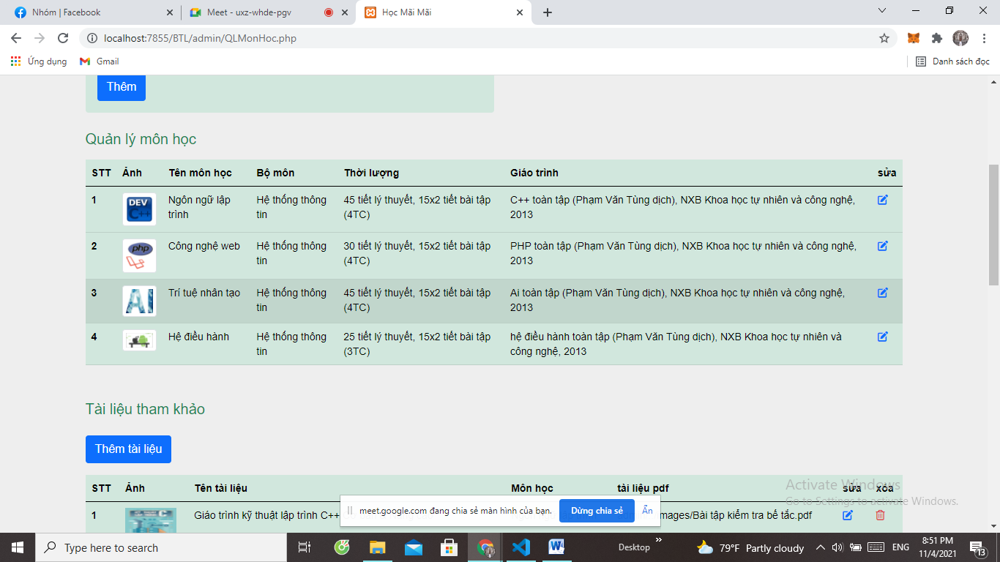 Nhóm | Facebook
Meet - uxz-whde-pgv
Học Mãi Mãi
localhost:7855/BTL/admin/QLMonHoc.php
Ứng dụng
Gmail
Danh sách đọc
Thêm
Quản lý môn học
STT Ảnh Tên môn học Bộ môn Thời lượng Giáo trình sửa
1 DEV C++ Ngôn ngữ lập Hệ thống thông 45 tiết lý thuyết, 15x2 tiết bài tập C++ toàn tập (Phạm Văn Tùng dịch), NXB Khoa học tự nhiên và công nghệ,
trình tin (4TC) 2013
2 php Công nghệ web Hệ thống thông 30 tiết lý thuyết, 15x2 tiết bài tập PHP toàn tập (Phạm Văn Tùng dịch), NXB Khoa học tự nhiên và công nghệ,
tin (4TC) 2013
3 AI Trí tuệ nhân tạo Hệ thống thông 45 tiết lý thuyết, 15x2 tiết bài tập Ai toàn tập (Phạm Văn Tùng dịch), NXB Khoa học tự nhiên và công nghệ,
tin (4TC) 2013
4 Hệ điều hành Hệ thống thông 25 tiết lý thuyết, 15x2 tiết bài tập hệ điều hành toàn tập (Phạm Văn Tùng dịch), NXB Khoa học tự nhiên và
tin (3TC) công nghệ, 2013
Tài liệu tham khảo
Thêm tài liệu
STT Ảnh Tên tài liệu Môn học tài liệu pdf sửa xóa
Activate Windows
Go to Settings to activate Windows.
1 Giáo trình kỹ thuật lập trình C++ mages/Bài tập kiểm tra bế tắc.pdf
meet.google.com đang chia sẻ màn hình của bạn. Dừng chia sẻ Ẩn
Type here to search
Desktop
79°F Partly cloudy
ENG
8:51 PM
11/4/2021
13